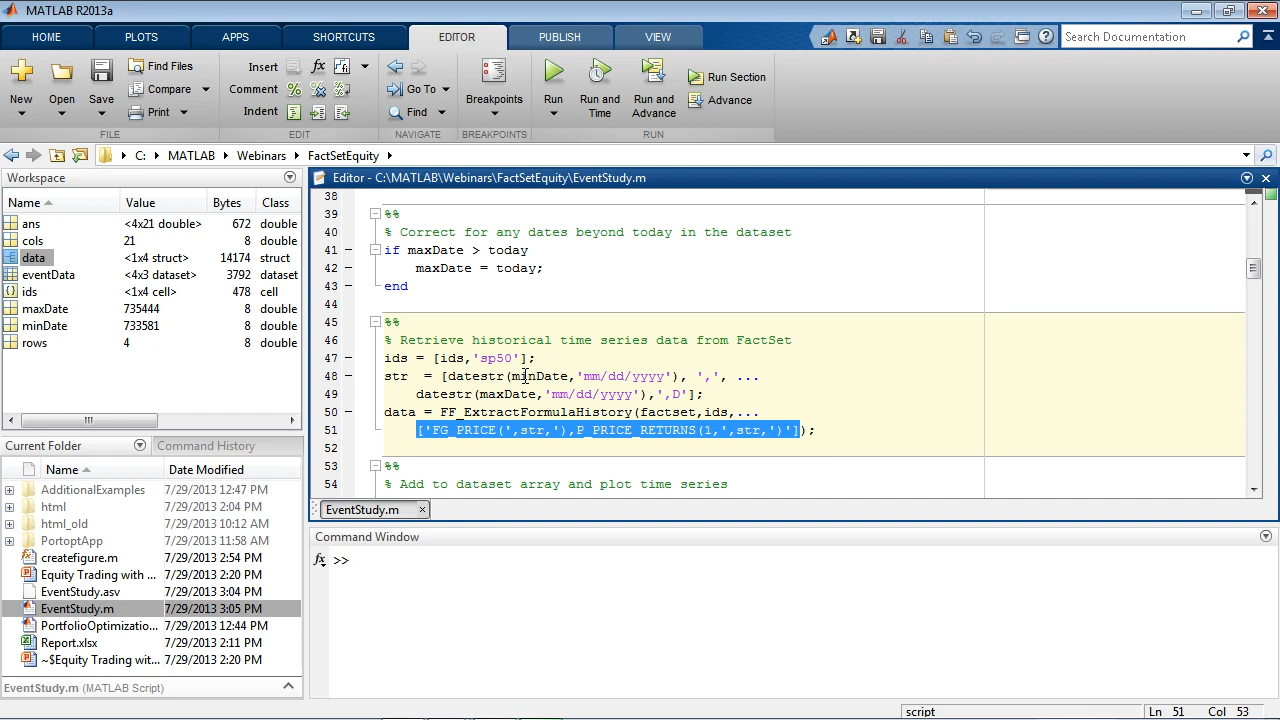 MATLAB R2013a
HOME PLOTS APPS SHORTCUTS EDITOR PUBLISH VIEW Search Documentation
New Open Save Find Files Compare Print Insert Comment Indent Go To Find Breakpoints Run Run and Time Run and Advance Run Section Advance
FILE EDIT NAVIGATE BREAKPOINTS RUN
C: MATLAB Webinars FactSetEquity
Workspace
Name Value Bytes Class
ans <4x21 double> 672 double
cols 21 8 double
data <1x4 struct> 14174 struct
eventData <4x3 dataset> 3792 dataset
ids <1x4 cell> 478 cell
maxDate 735444 8 double
minDate 733581 8 double
rows 4 8 double
Current Folder Command History
Name Date Modified
AdditionalExamples 7/29/2013 12:47 PM
html 7/29/2013 2:04 PM
html_old 7/29/2013 10:12 AM
PortoptApp 7/29/2013 11:58 AM
createfigure.m 7/29/2013 2:54 PM
Equity Trading with ... 7/29/2013 2:20 PM
EventStudy.asv 7/29/2013 3:04 PM
EventStudy.m 7/29/2013 3:05 PM
PortfolioOptimizatio... 7/29/2013 12:44 PM
Report.xlsx 7/29/2013 2:11 PM
~$Equity Trading wit... 7/29/2013 2:20 PM
EventStudy.m (MATLAB Script)
Editor - C:\MATLAB\Webinars\FactSetEquity\EventStudy.m
38
39 %%
40 % Correct for any dates beyond today in the dataset
41 if maxDate > today
42 maxDate = today;
43 end
44
45 %%
46 % Retrieve historical time series data from FactSet
47 ids = [ids,'sp50'];
48 str = [datestr(minDate,'mm/dd/yyyy'), ',', ...
49 datestr(maxDate,'mm/dd/yyyy'),',D'];
50 data = FF_ExtractFormulaHistory(factset,ids,...
51 ['FG_PRICE(',str,'),P_PRICE_RETURNS(1,',str,')']);
52
53 %%
54 % Add to dataset array and plot time series
EventStudy.m
Command Window
fx >>
script Ln 51 Col 53